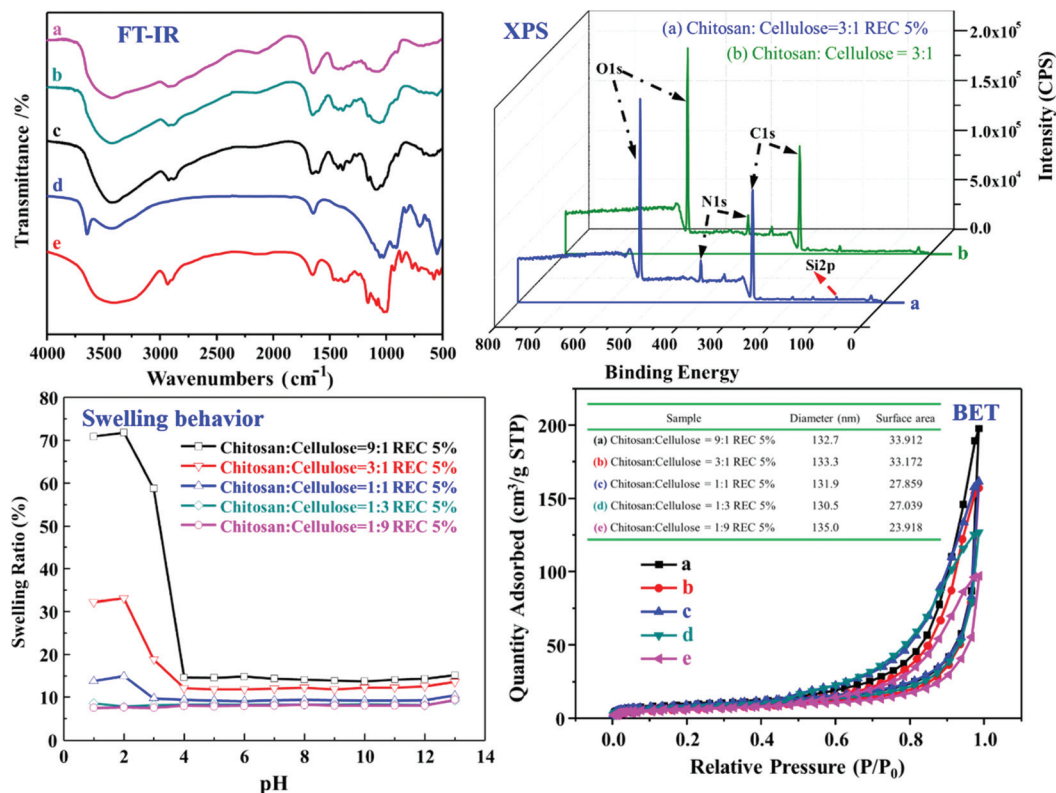 FT-IR
a
b
c
d
e
Transmittance /%
4000 3500 3000 2500 2000 1500 1000 500
Wavenumbers (cm⁻¹)
XPS
(a) Chitosan: Cellulose=3:1 REC 5%
(b) Chitosan: Cellulose = 3:1
O1s
C1s
N1s
Si2p
b
a
2.0x10⁵
1.5x10⁵
1.0x10⁵
5.0x10⁴
0.0
Intensity (CPS)
800 700 600 500 400 300 200 100 0
Binding Energy
Swelling behavior
Chitosan:Cellulose=9:1 REC 5%
Chitosan:Cellulose=3:1 REC 5%
Chitosan:Cellulose=1:1 REC 5%
Chitosan:Cellulose=1:3 REC 5%
Chitosan:Cellulose=1:9 REC 5%
80
70
60
50
40
30
20
10
0
Swelling Ratio (%)
0 1 2 3 4 5 6 7 8 9 10 11 12 13 14
pH
BET
Sample Diameter (nm) Surface area
(a) Chitosan:Cellulose = 9:1 REC 5% 132.7 33.912
(b) Chitosan:Cellulose = 3:1 REC 5% 133.3 33.172
(c) Chitosan:Cellulose = 1:1 REC 5% 131.9 27.859
(d) Chitosan:Cellulose = 1:3 REC 5% 130.5 27.039
(e) Chitosan:Cellulose = 1:9 REC 5% 135.0 23.918
a
b
c
d
e
200
150
100
50
0
Quantity Adsorbed (cm³/g STP)
0.0 0.2 0.4 0.6 0.8 1.0
Relative Pressure (P/P₀)